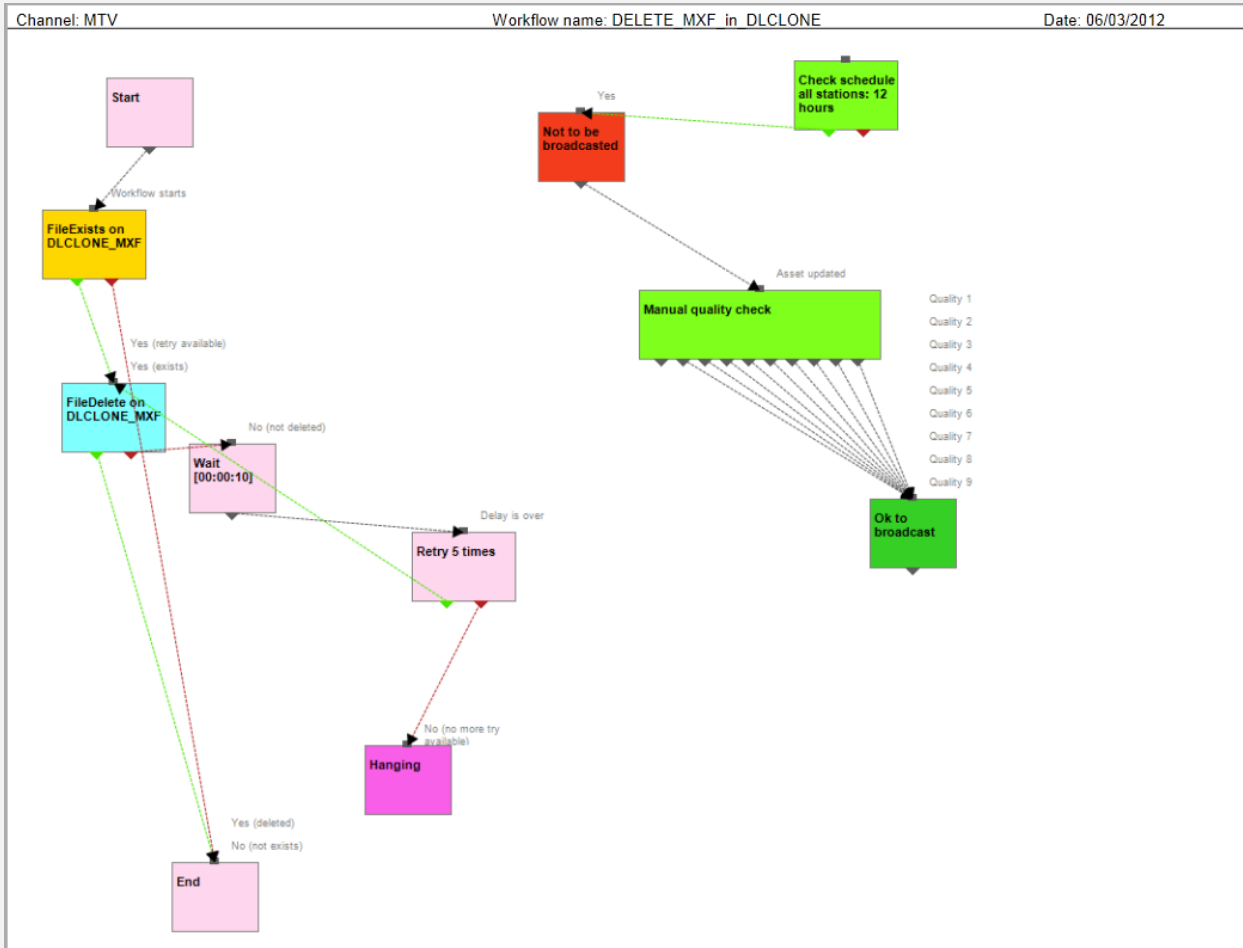 Channel: MTV
Workflow name: DELETE_MXF_in_DLCLONE
Date: 06/03/2012
Start
Workflow starts
FileExists on
DLCLONE_MXF
Yes (retry available)
Yes (exists)
FileDelete on
DLCLONE_MXF
No (not deleted)
Wait
[00:00:10]
Delay is over
Retry 5 times
No (no more try
available)
Hanging
Yes (deleted)
No (not exists)
End
Check schedule
all stations: 12
hours
Yes
Not to be
broadcasted
Asset updated
Manual quality check
Quality 1
Quality 2
Quality 3
Quality 4
Quality 5
Quality 6
Quality 7
Quality 8
Quality 9
Ok to
broadcast